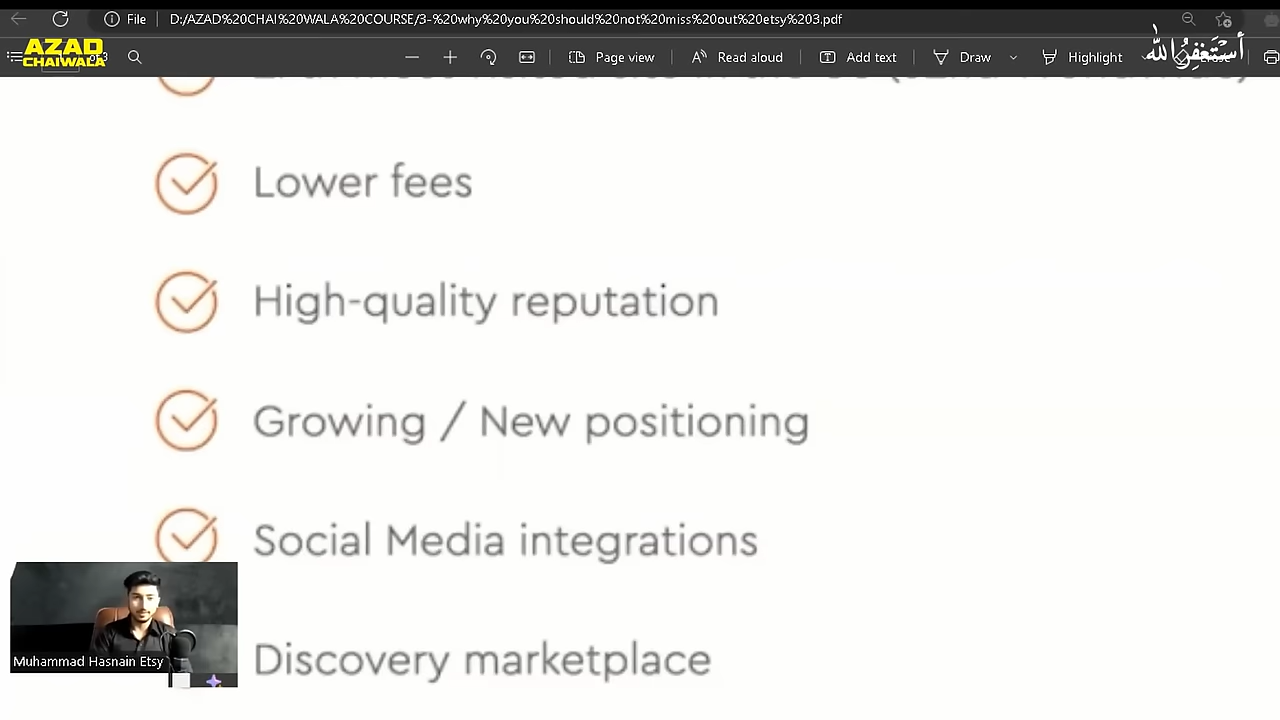 File
D:/AZAD%20CHAI%20WALA%20COURSE/3-%20why%20you%20should%20not%20miss%20out%20etsy%203.pdf
AZAD
CHAIWALA
Page view
Read aloud
Add text
Draw
Highlight
Erase
أستغفر الله
Lower fees
High-quality reputation
Growing / New positioning
Social Media integrations
Discovery marketplace
Muhammad Hasnain Etsy